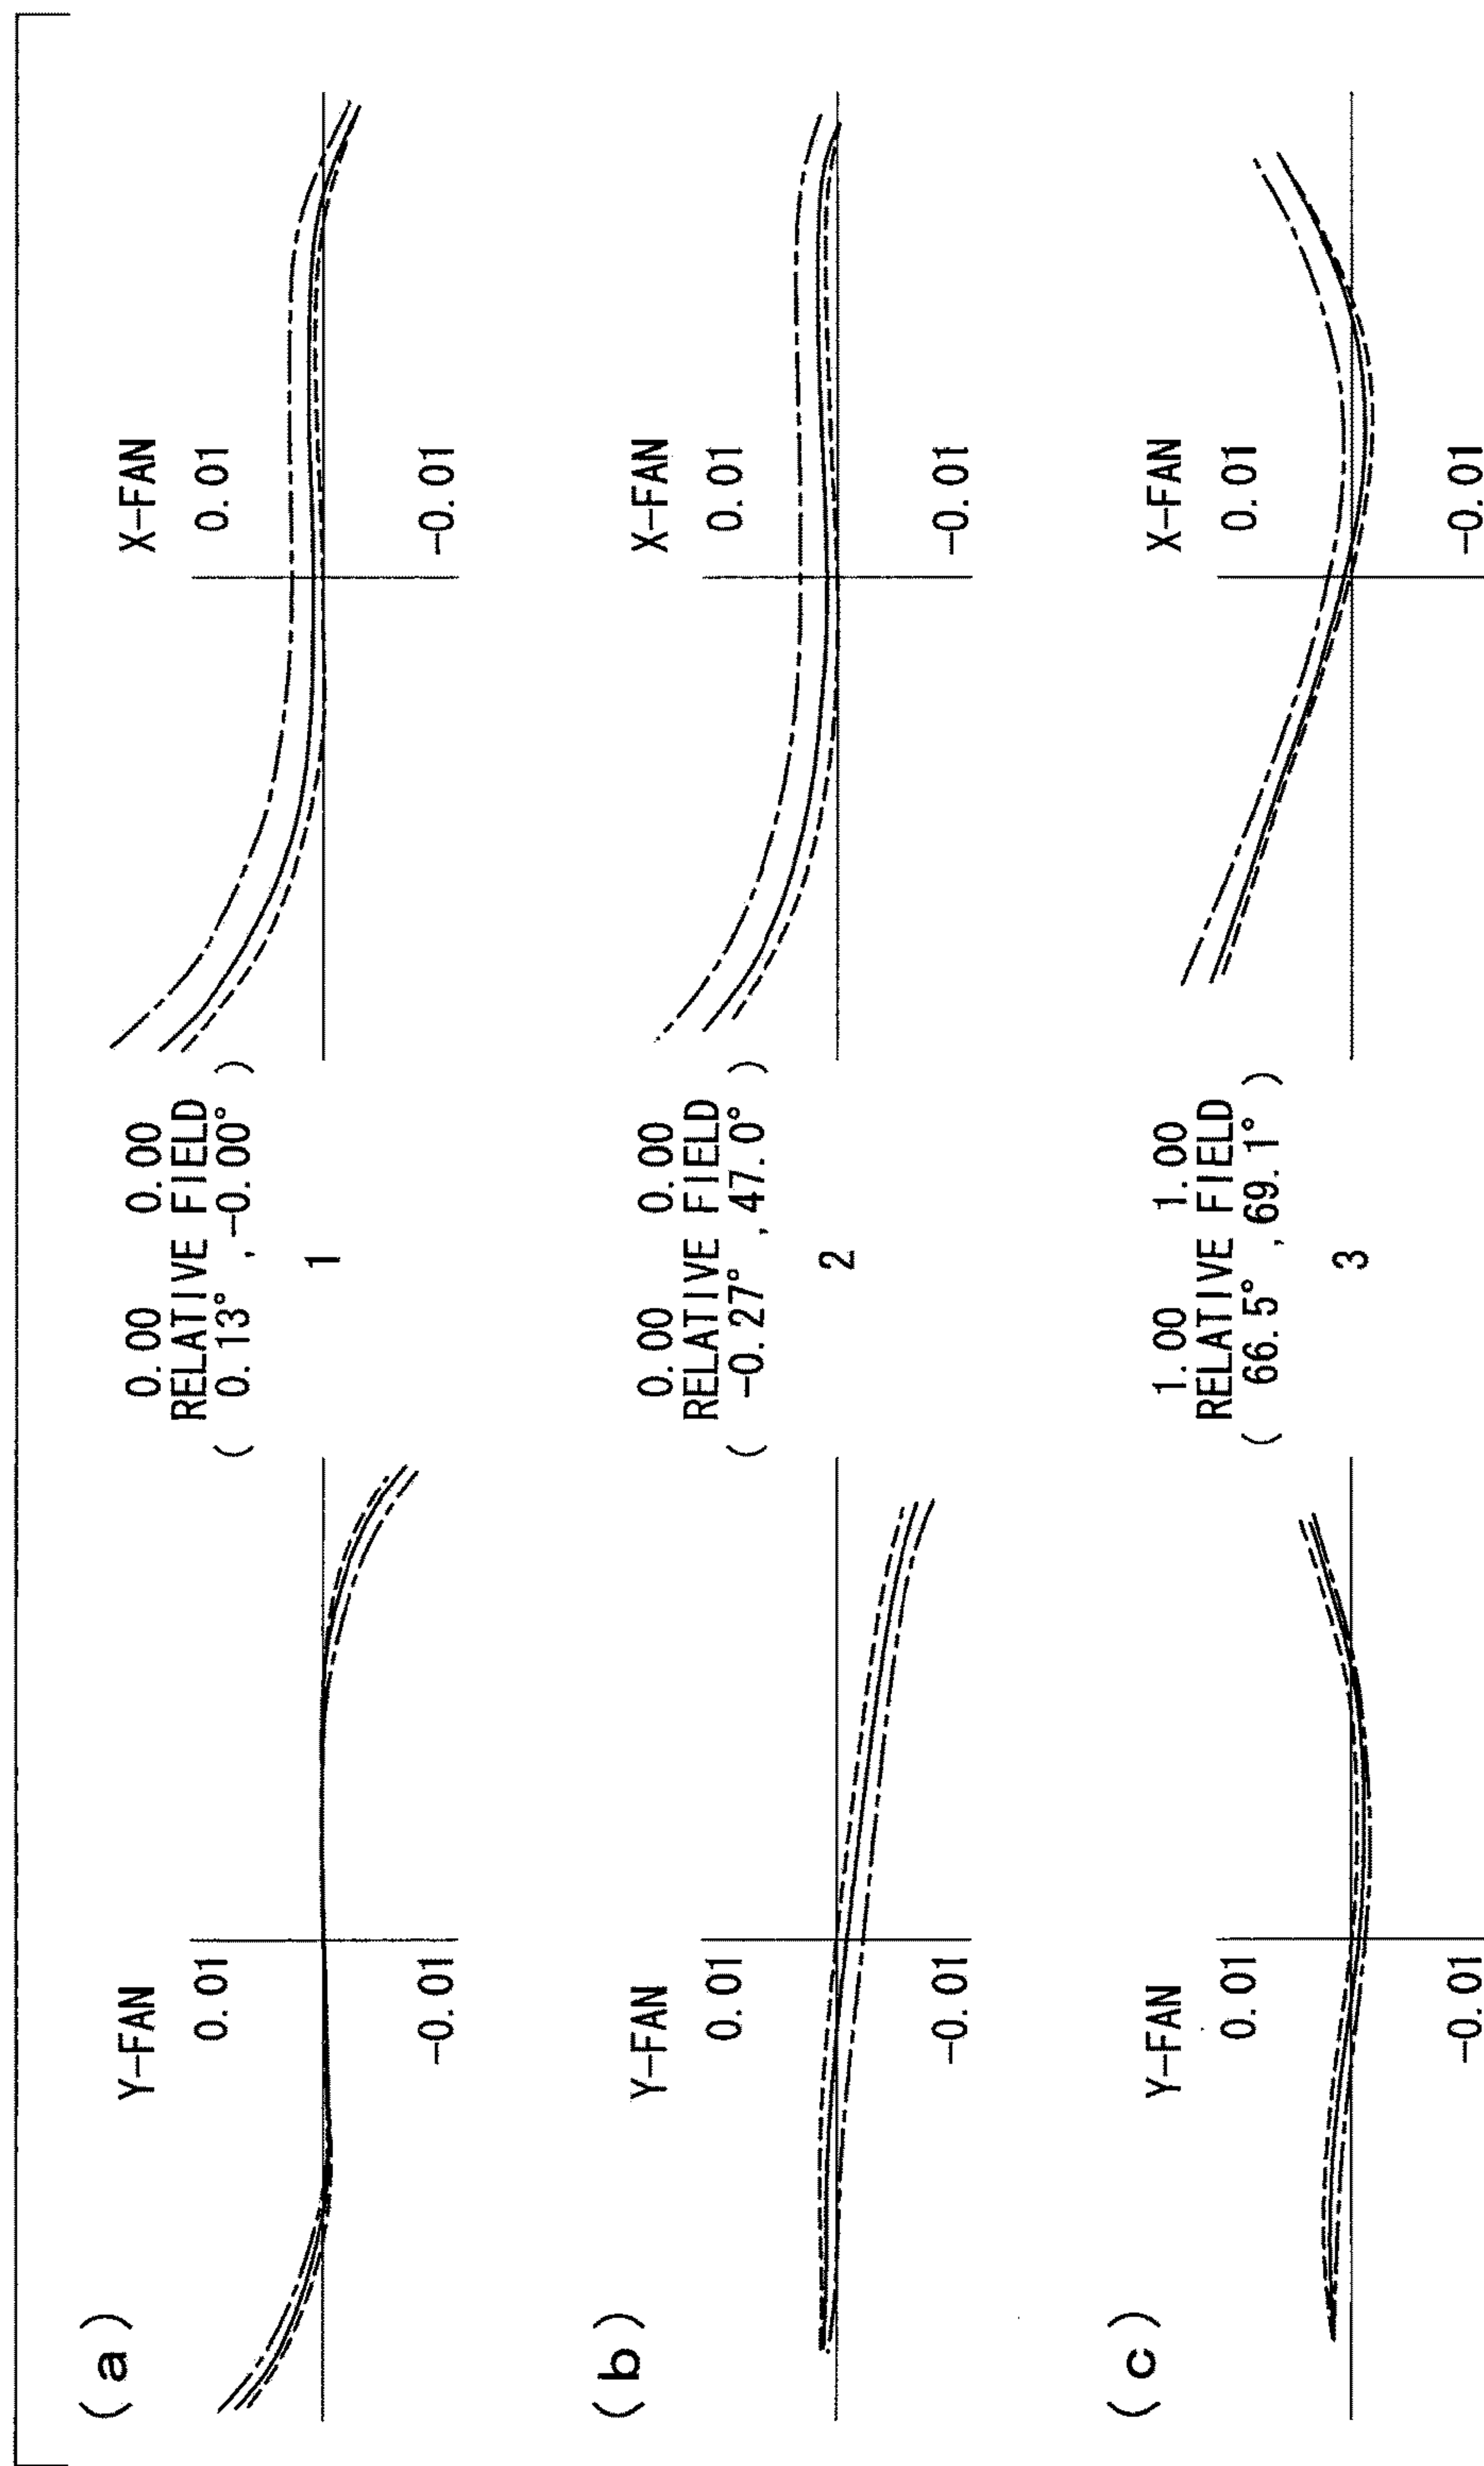 (a)
Y-FAN
0.01
-0.01
0.00 0.00
RELATIVE FIELD
( 0.13° ,-0.00° )
1
X-FAN
0.01
-0.01
(b)
Y-FAN
0.01
-0.01
0.00 0.00
RELATIVE FIELD
( -0.27° ,47.0° )
2
X-FAN
0.01
-0.01
(c)
Y-FAN
0.01
-0.01
1.00 1.00
RELATIVE FIELD
( 66.5° ,69.1° )
3
X-FAN
0.01
-0.01